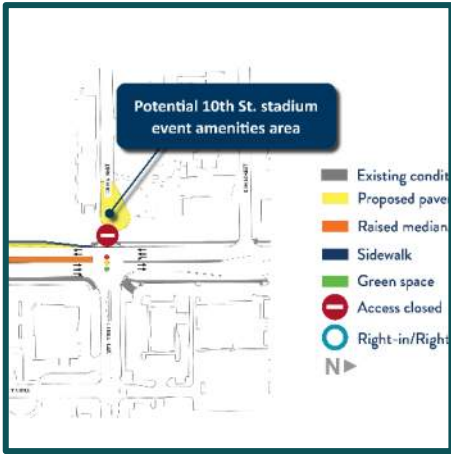 Potential 10th St. stadium
event amenities area
Existing condit
Proposed paver
Raised median
Sidewalk
Green space
Access closed
Right-in/Right
N